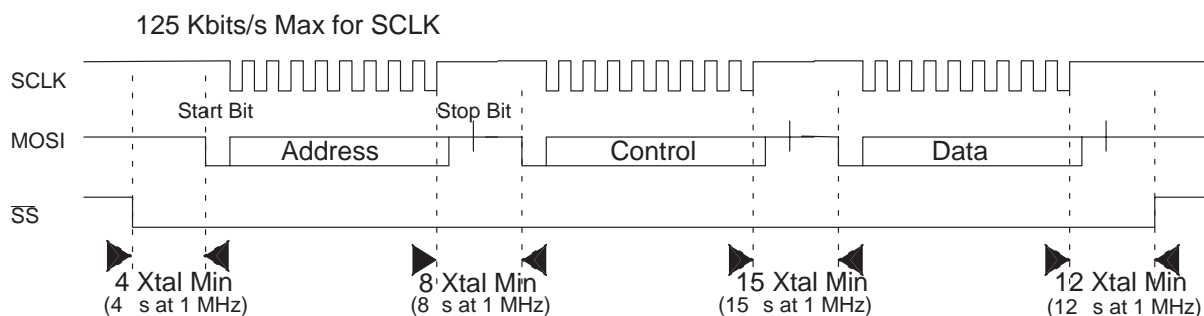 125 Kbits/s Max for SCLK
SCLK
Start Bit
Stop Bit
MOSI
Address
Control
Data
SS
4 Xtal Min
(4 s at 1 MHz)
8 Xtal Min
(8 s at 1 MHz)
15 Xtal Min
(15 s at 1 MHz)
12 Xtal Min
(12 s at 1 MHz)